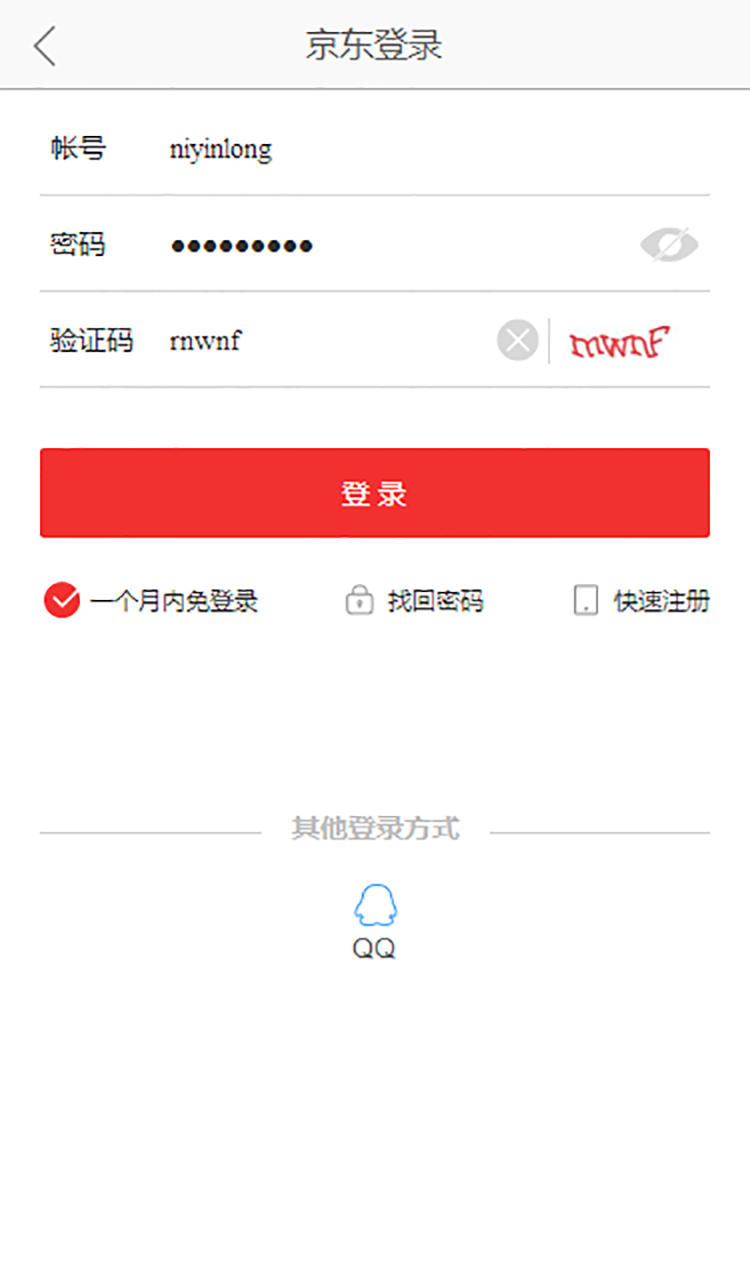 京东登录
帐号 niyinlong
密码 ●●●●●●●●●
验证码 rnwnf mwnF
登 录
一个月内免登录 找回密码 快速注册
其他登录方式
QQ